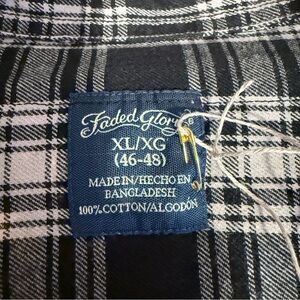 Faded Glory®
XL/XG
(46-48)
MADE IN/HECHO EN
BANGLADESH
100% COTTON/ALGODÓN